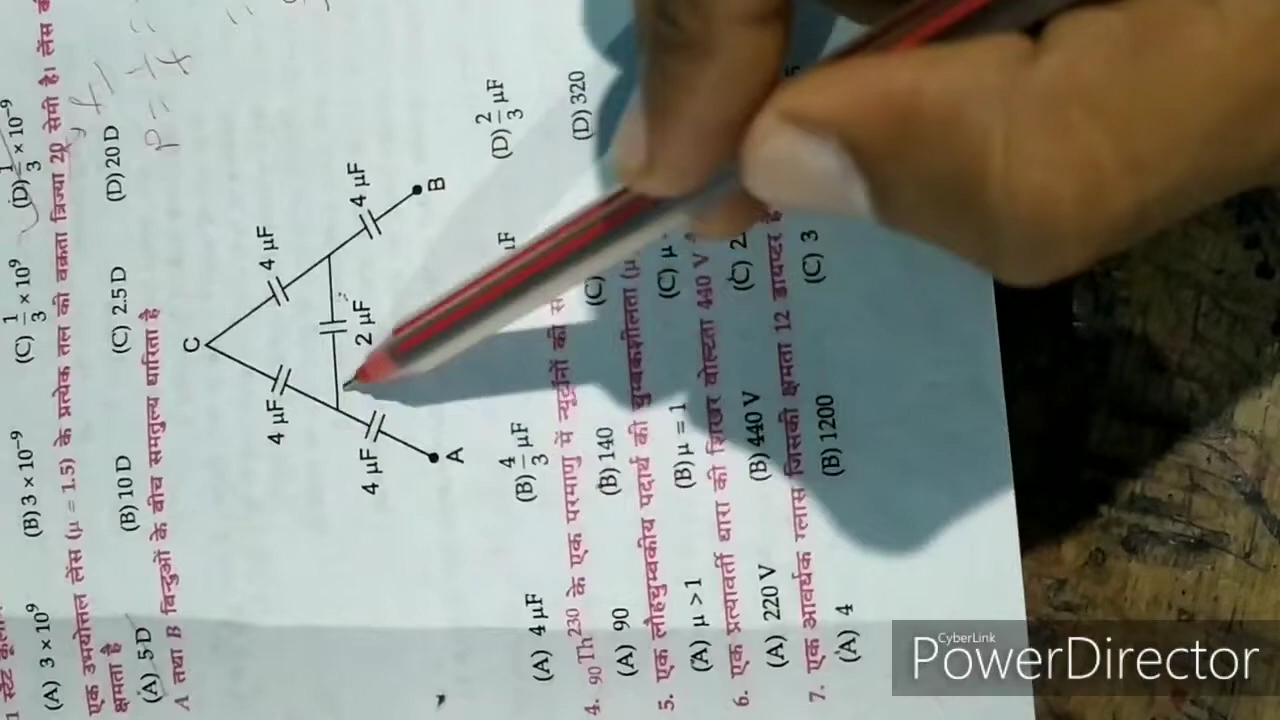 (A) 3 × 10⁹ (B) 3 × 10⁻⁹ (C) 1/3 × 10⁹ (D) 1/3 × 10⁻⁹
एक उभयोत्तल लेंस (μ = 1.5) के प्रत्येक तल की वक्रता त्रिज्या 20 सेमी है। लेंस की
क्षमता है
(A) 5 D (B) 10 D (C) 2.5 D (D) 20 D
A तथा B बिन्दुओं के बीच समतुल्य धारिता है
C
4 μF 4 μF
2 μF
4 μF 4 μF
A B
(A) 4 μF (B) 4/3 μF (D) 2/3 μF
4. ₉₀Th²³⁰ के एक परमाणु में न्यूट्रॉनों की
(A) 90 (B) 140 (C) (D) 320
5. एक लौहचुम्बकीय पदार्थ की चुम्बकशीलता (μ
(A) μ > 1 (B) μ = 1 (C) μ
6. एक प्रत्यावर्ती धारा की शिखर वोल्टता 440 V
(A) 220 V (B) 440 V (C) 2
7. एक आवर्धक ग्लास जिसकी क्षमता 12 डायप्टर
(A) 4 (B) 1200 (C) 3
CyberLink
PowerDirector